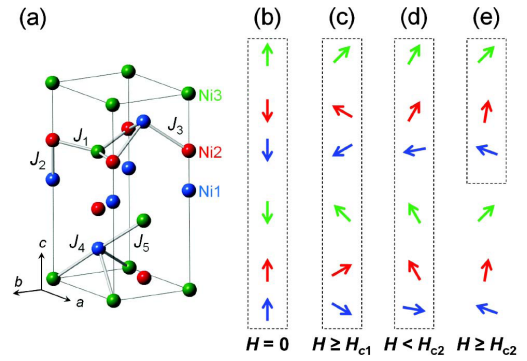 (a)
(b)
(c)
(d)
(e)
Ni3
J1
J3
J2
Ni2
Ni1
J4
J5
c
b
a
H = 0
H ≥ Hc1
H < Hc2
H ≥ Hc2